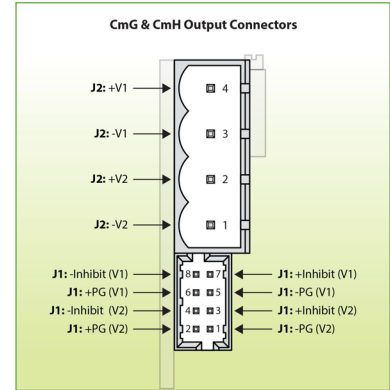 CmG & CmH Output Connectors
J2: +V1 4
J2: -V1 3
J2: +V2 2
J2: -V2 1
J1: -Inhibit (V1) 8 7 J1: +Inhibit (V1)
J1: +PG (V1) 6 5 J1: -PG (V1)
J1: -Inhibit (V2) 4 3 J1: +Inhibit (V2)
J1: +PG (V2) 2 1 J1: -PG (V2)